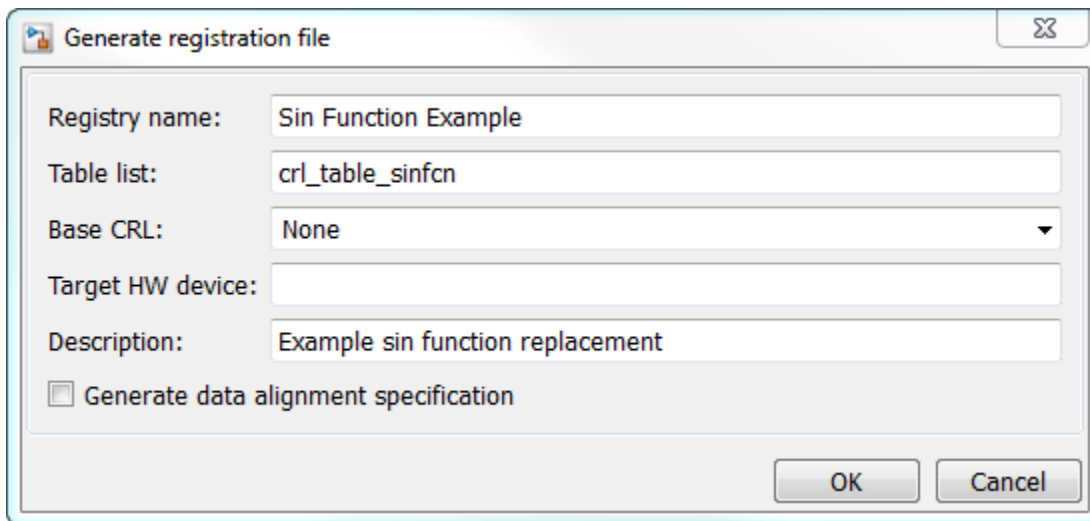 Generate registration file
Registry name: Sin Function Example
Table list: crl_table_sinfcn
Base CRL: None
Target HW device:
Description: Example sin function replacement
Generate data alignment specification
OK Cancel